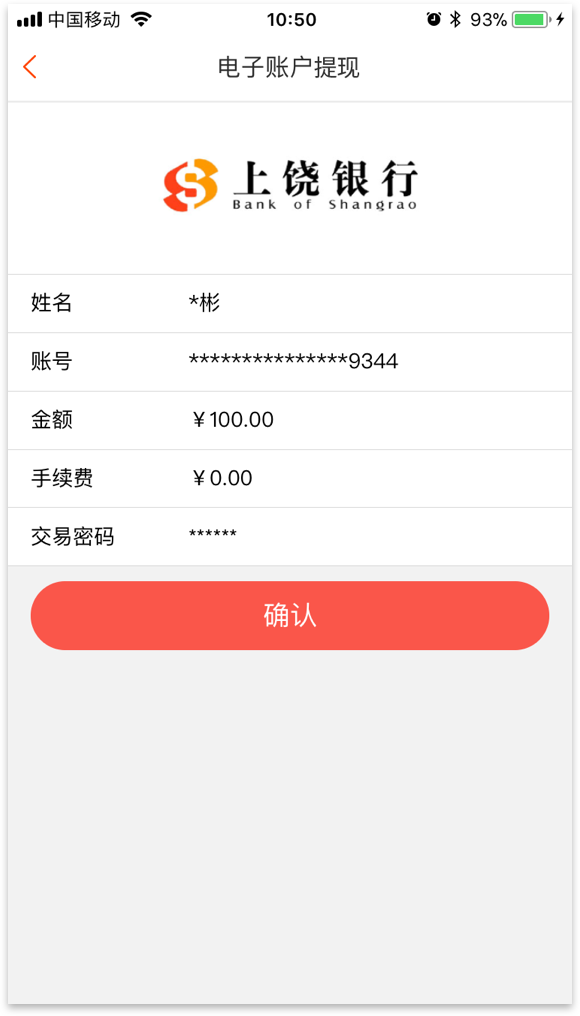 中国移动 10:50 93%
电子账户提现
上饶银行
Bank of Shangrao
姓名 *彬
账号 ***************9344
金额 ￥100.00
手续费 ￥0.00
交易密码 ******
确认